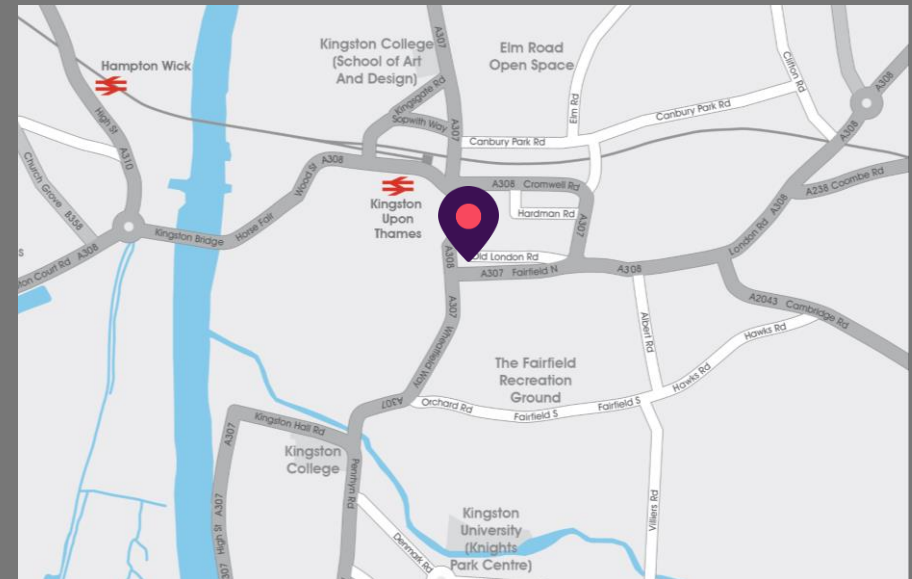 A307
Kingston College
(School of Art
And Design)
Elm Road
Open Space
Hampton Wick
Clifton Rd
A308
Kingsgate Rd
Elm Rd
Canbury Park Rd
High St
Sopwith Way
A307
A308
Canbury Park Rd
A310
Wood St
A308
Church Grove
B358
A308 Cromwell Rd
A238 Coombe Rd
Kingston
Upon
Thames
Hardman Rd
A307
London Rd
A308
Kingston Bridge
Horse Fair
S
ton Court Rd
A308
A308
Old London Rd
A307 Fairfield N
A308
A307
Wheatfield Way
A2043 Cambridge Rd
Albert Rd
Hawks Rd
The Fairfield
Recreation
Ground
Hawks Rd
A307
Orchard Rd
Fairfield S
Fairfield S
A307
Kingston Hall Rd
Kingston
College
Penrhyn Rd
Villiers Rd
A307
High St
Kingston
University
(Knights
Park Centre)
Denmark Rd
307